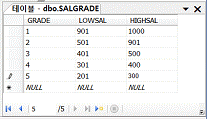 테이블 - dbo.SALGRADE
GRADE LOWSAL HIGHSAL
1 901 1000
2 501 901
3 401 500
4 301 400
5 201 300
NULL NULL NULL
5 /5